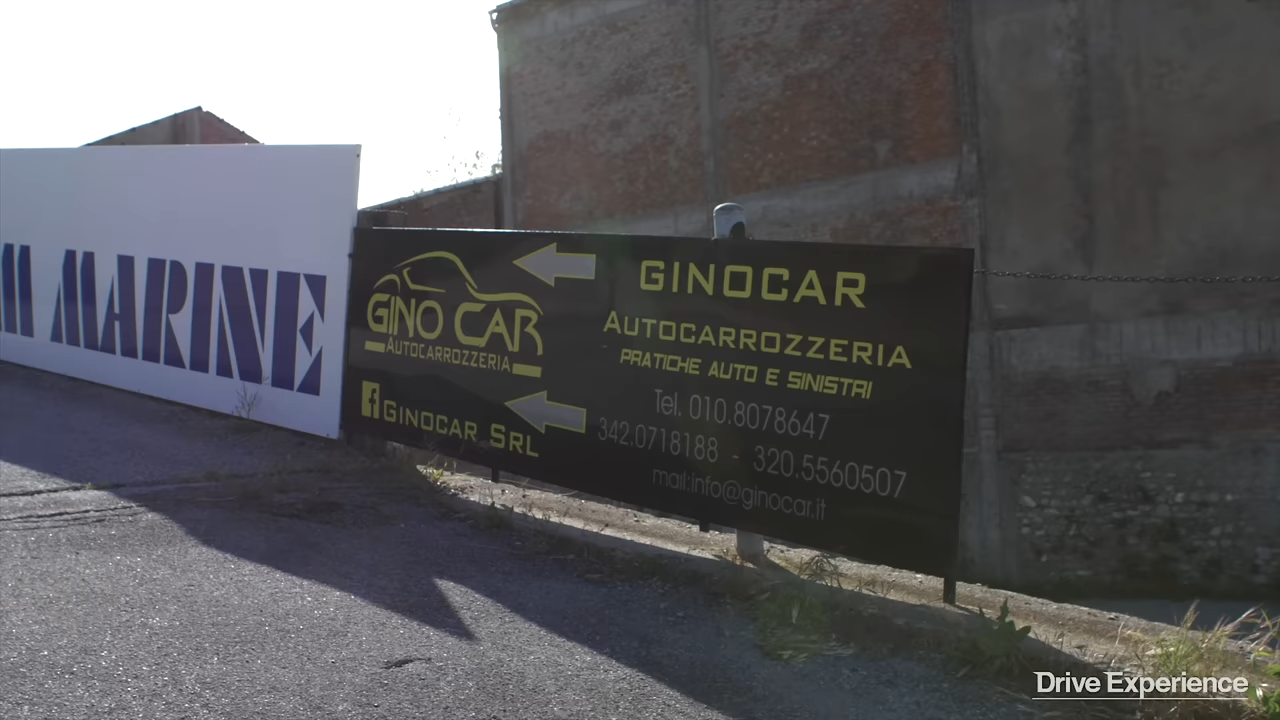 MARINE
GINO CAR
AUTOCARROZZERIA
GINOCAR SRL
GINOCAR
AUTOCARROZZERIA
PRATICHE AUTO E SINISTRI
Tel. 010.8078647
342.0718188 - 320.5560507
mail:info@ginocar.it
Drive Experience